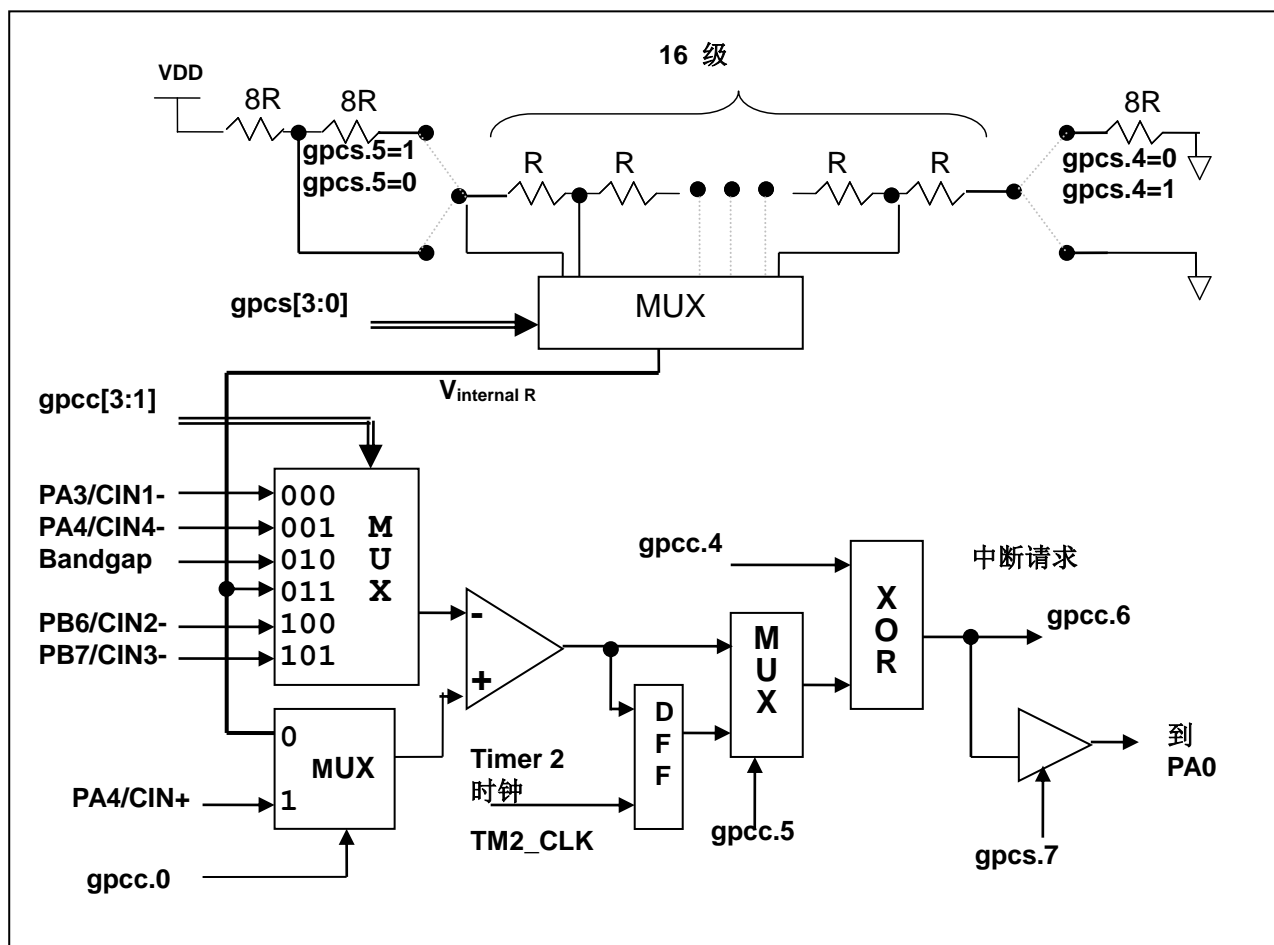 16 级
VDD
8R
8R
8R
gpcs.5=1
gpcs.5=0
gpcs.4=0
gpcs.4=1
R
R
R
R
MUX
gpcs[3:0]
Vinternal R
gpcc[3:1]
PA3/CIN1-
PA4/CIN4-
Bandgap
PB6/CIN2-
PB7/CIN3-
000
001
010
011
100
101
M
U
X
-
+
0
1
MUX
PA4/CIN+
gpcc.0
Timer 2
时钟
TM2_CLK
D
F
F
M
U
X
gpcc.5
gpcc.4
X
O
R
中断请求
gpcc.6
到
PA0
gpcs.7